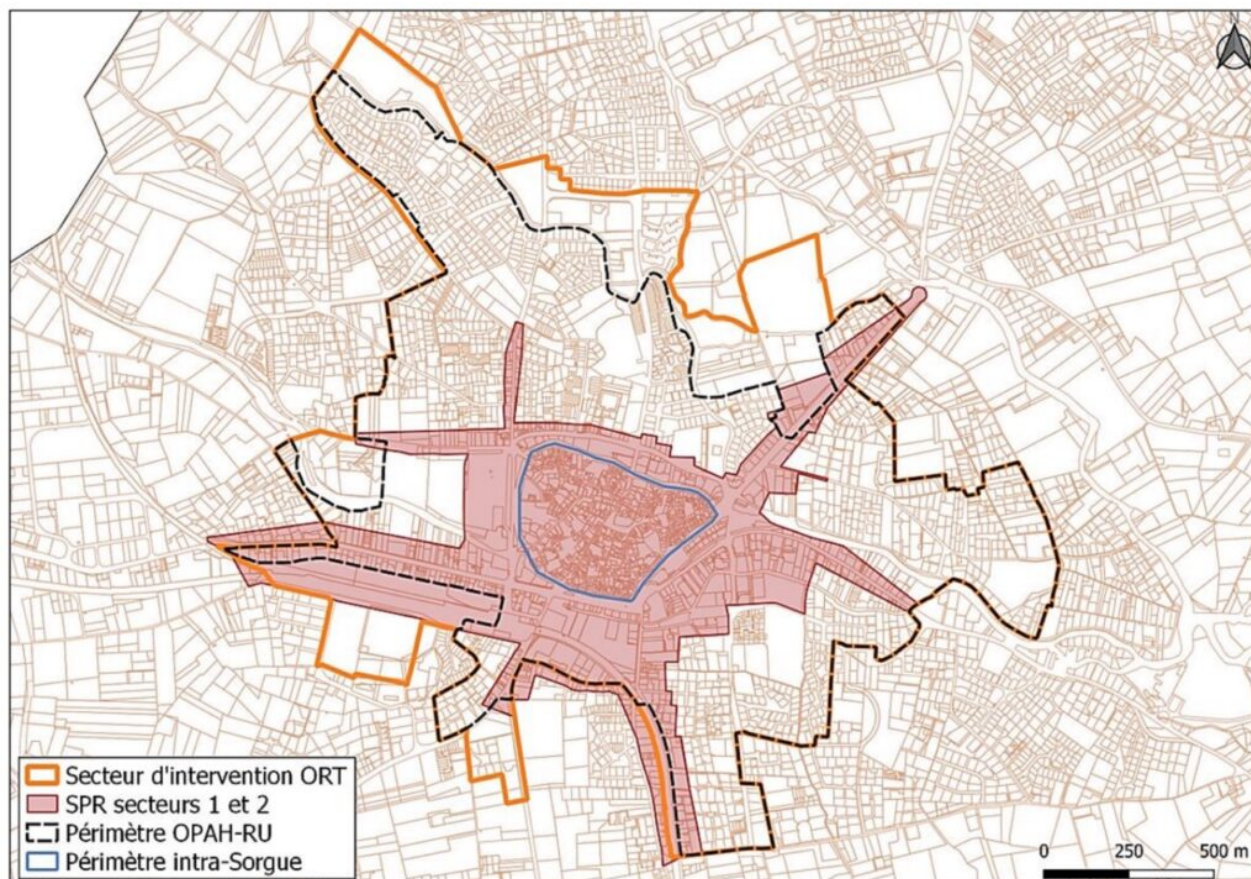 N
Secteur d'intervention ORT
SPR secteurs 1 et 2
Périmètre OPAH-RU
Périmètre intra-Sorgue
0 250 500 m